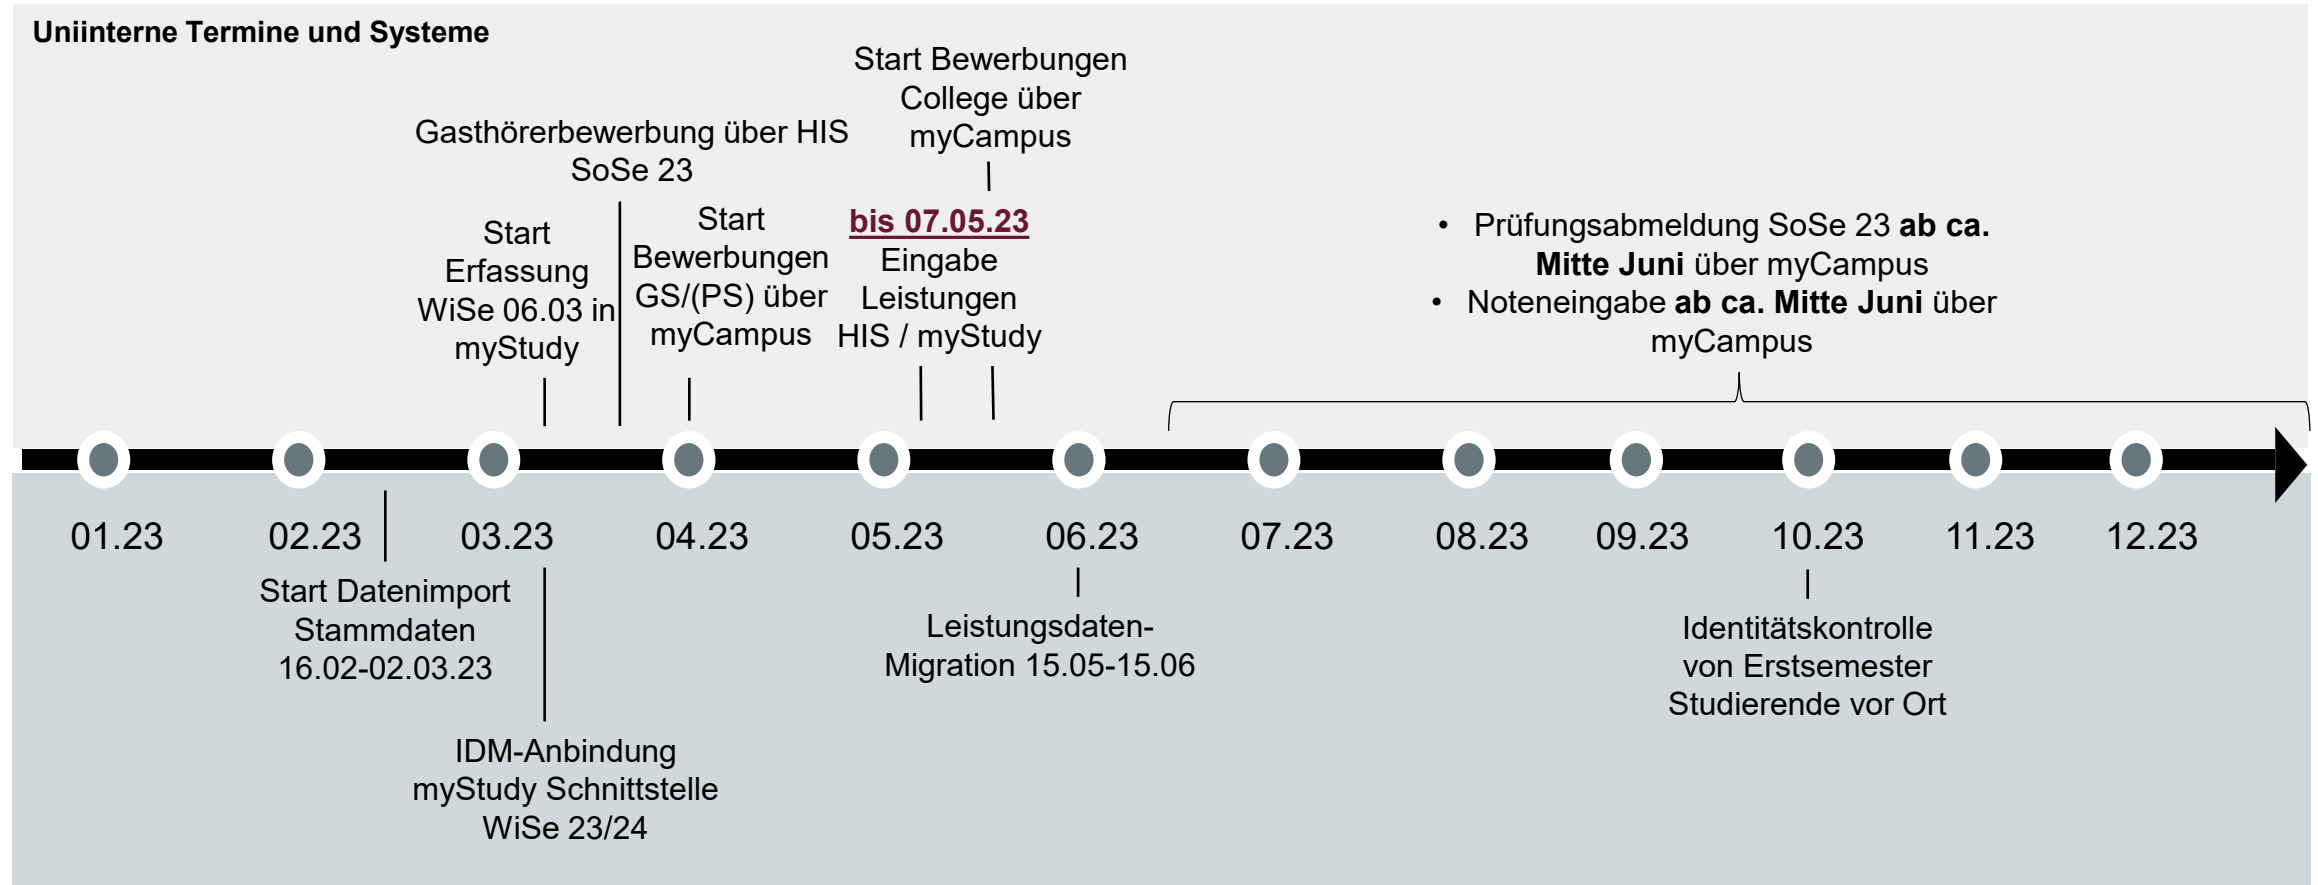 Uniinterne Termine und Systeme
Start Bewerbungen
College über
myCampus
Gasthörerbewerbung über HIS
SoSe 23
Start
Erfassung
WiSe 06.03 in
myStudy
Start
Bewerbungen
GS/(PS) über
myCampus
bis 07.05.23
Eingabe
Leistungen
HIS / myStudy
• Prüfungsabmeldung SoSe 23 ab ca.
Mitte Juni über myCampus
• Noteneingabe ab ca. Mitte Juni über
myCampus
01.23 02.23 03.23 04.23 05.23 06.23 07.23 08.23 09.23 10.23 11.23 12.23
Start Datenimport
Stammdaten
16.02-02.03.23
IDM-Anbindung
myStudy Schnittstelle
WiSe 23/24
Leistungsdaten-
Migration 15.05-15.06
Identitätskontrolle
von Erstsemester
Studierende vor Ort